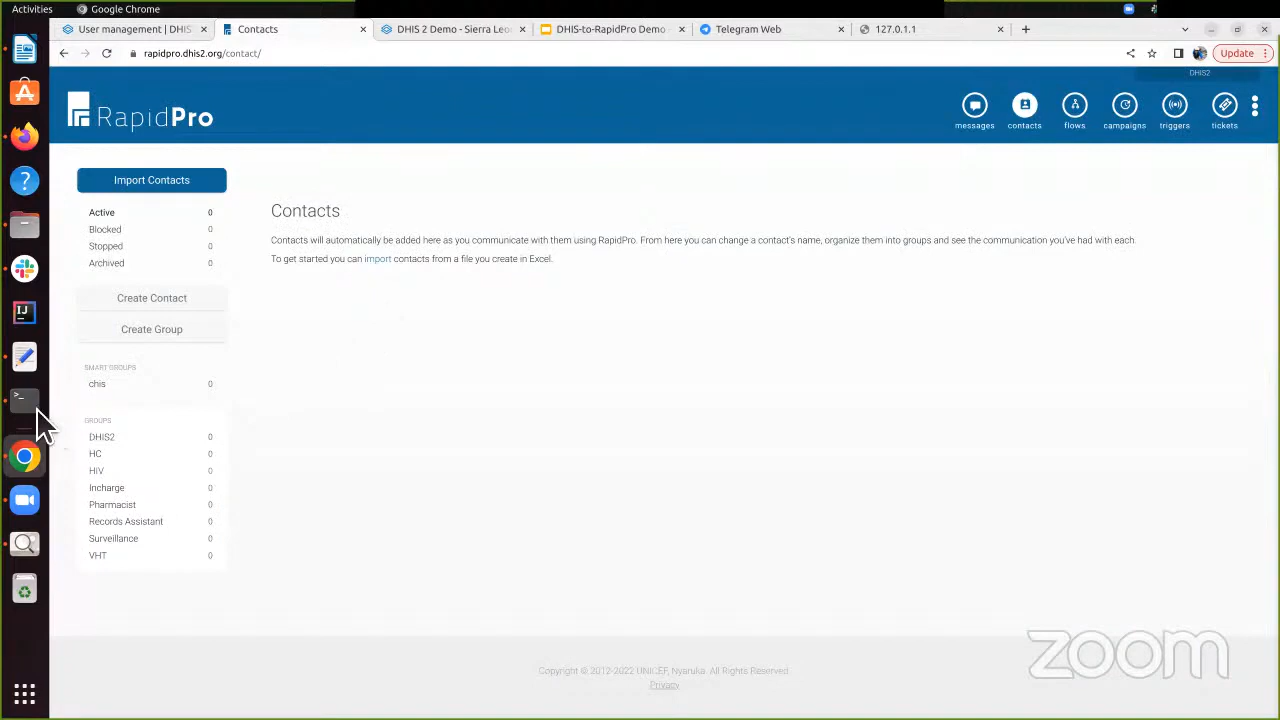 Activities
Google Chrome
User management | DHIS
Contacts
DHIS 2 Demo - Sierra Leo
DHIS-to-RapidPro Demo
Telegram Web
127.0.1.1
rapidpro.dhis2.org/contact/
Update
DHIS2
RapidPro
messages
contacts
flows
campaigns
triggers
tickets
Import Contacts
Active 0
Blocked 0
Stopped 0
Archived 0
Create Contact
Create Group
SMART GROUPS
chis 0
GROUPS
DHIS2 0
HC 0
HIV 0
Incharge 0
Pharmacist 0
Records Assistant 0
Surveillance 0
VHT 0
Contacts
Contacts will automatically be added here as you communicate with them using RapidPro. From here you can change a contact's name, organize them into groups and see the communication you've had with each.
To get started you can import contacts from a file you create in Excel.
Copyright © 2012-2022 UNICEF, Nyaruka. All Rights Reserved
Privacy
zoom